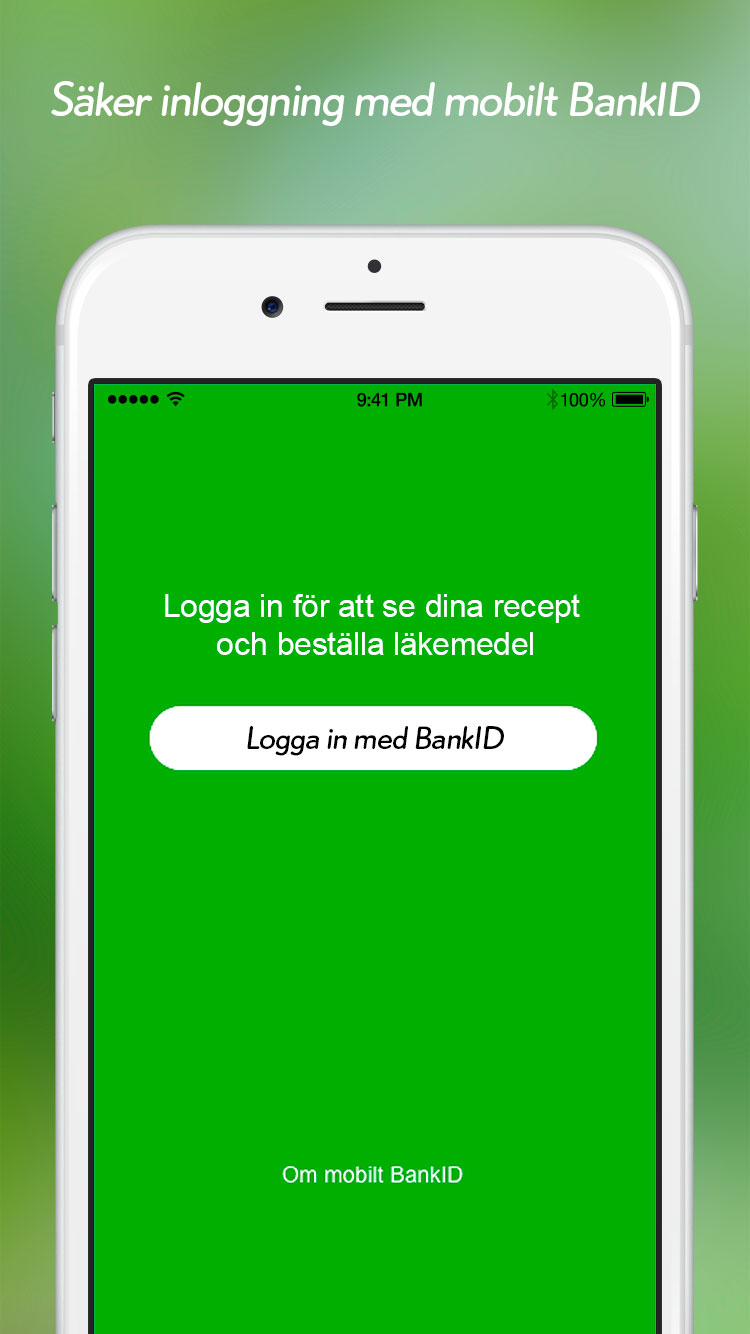 Säker inloggning med mobilt BankID
9:41 PM
100%
Logga in för att se dina recept
och beställa läkemedel
Logga in med BankID
Om mobilt BankID